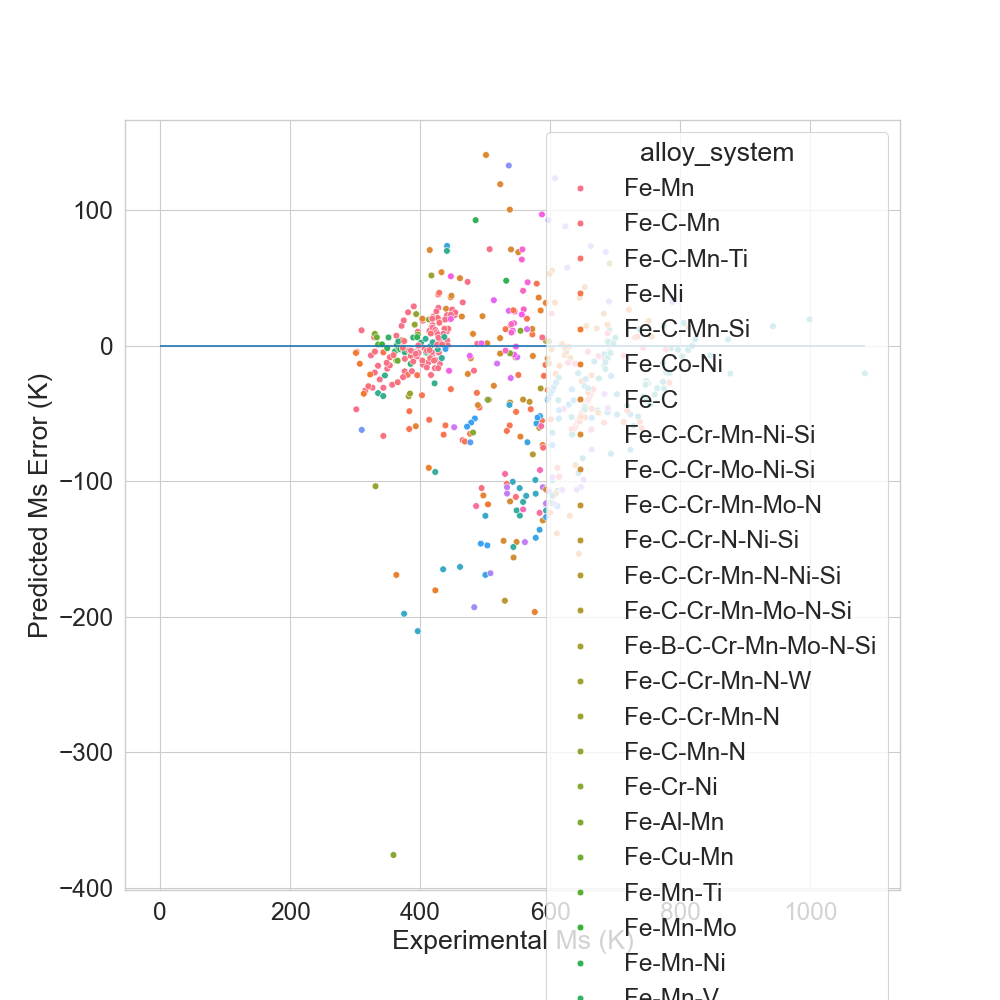 alloy_system
Fe-Mn
Fe-C-Mn
Fe-C-Mn-Ti
Fe-Ni
Fe-C-Mn-Si
Fe-Co-Ni
Fe-C
Fe-C-Cr-Mn-Ni-Si
Fe-C-Cr-Mo-Ni-Si
Fe-C-Cr-Mn-Mo-N
Fe-C-Cr-N-Ni-Si
Fe-C-Cr-Mn-N-Ni-Si
Fe-C-Cr-Mn-Mo-N-Si
Fe-B-C-Cr-Mn-Mo-N-Si
Fe-C-Cr-Mn-N-W
Fe-C-Cr-Mn-N
Fe-C-Mn-N
Fe-Cr-Ni
Fe-Al-Mn
Fe-Cu-Mn
Fe-Mn-Ti
Fe-Mn-Mo
Fe-Mn-Ni
Fe-Mn-V
Predicted Ms Error (K)
100
0
−100
−200
−300
−400
0 200 400 600 800 1000
Experimental Ms (K)